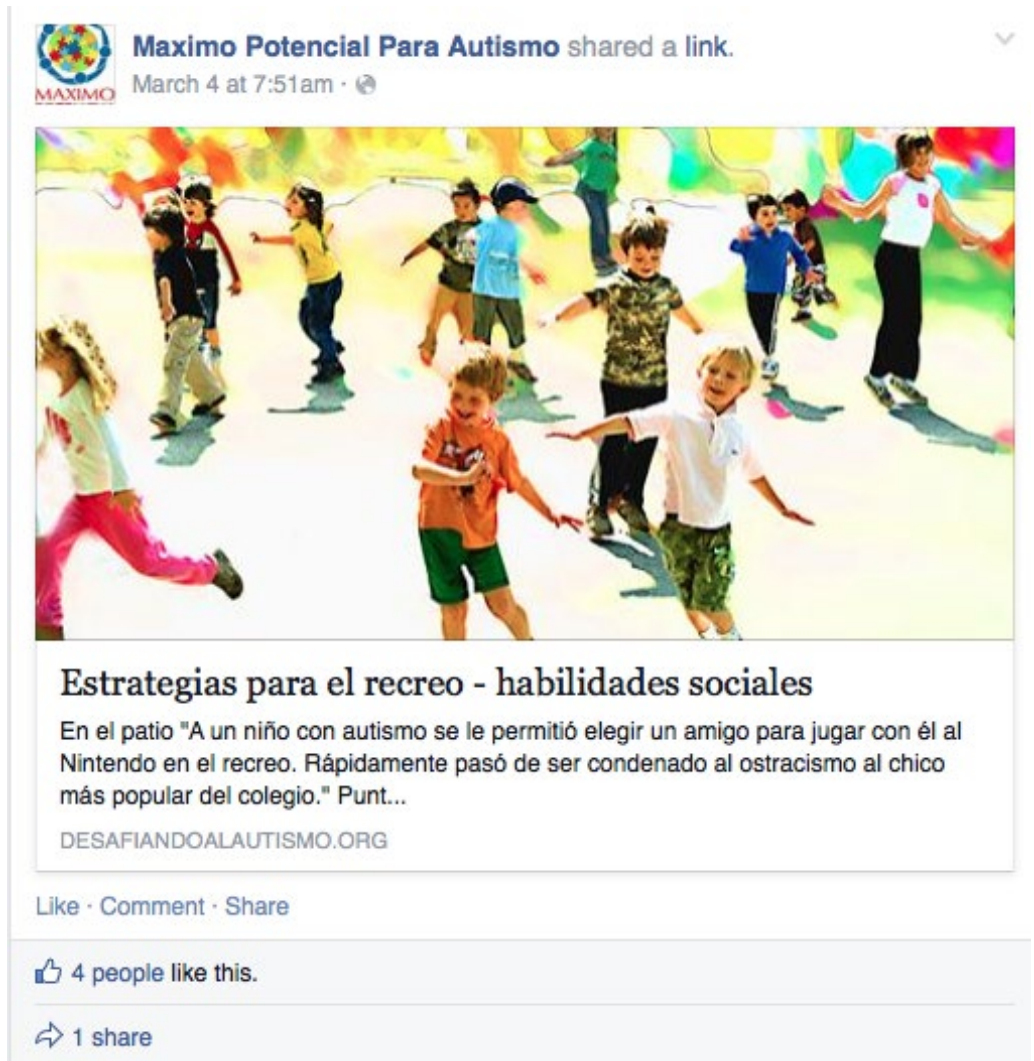 MAXIMO
Maximo Potencial Para Autismo shared a link.
March 4 at 7:51am ·
Estrategias para el recreo - habilidades sociales
En el patio "A un niño con autismo se le permitió elegir un amigo para jugar con él al
Nintendo en el recreo. Rápidamente pasó de ser condenado al ostracismo al chico
más popular del colegio." Punt...
DESAFIANDOALAUTISMO.ORG
Like · Comment · Share
4 people like this.
1 share